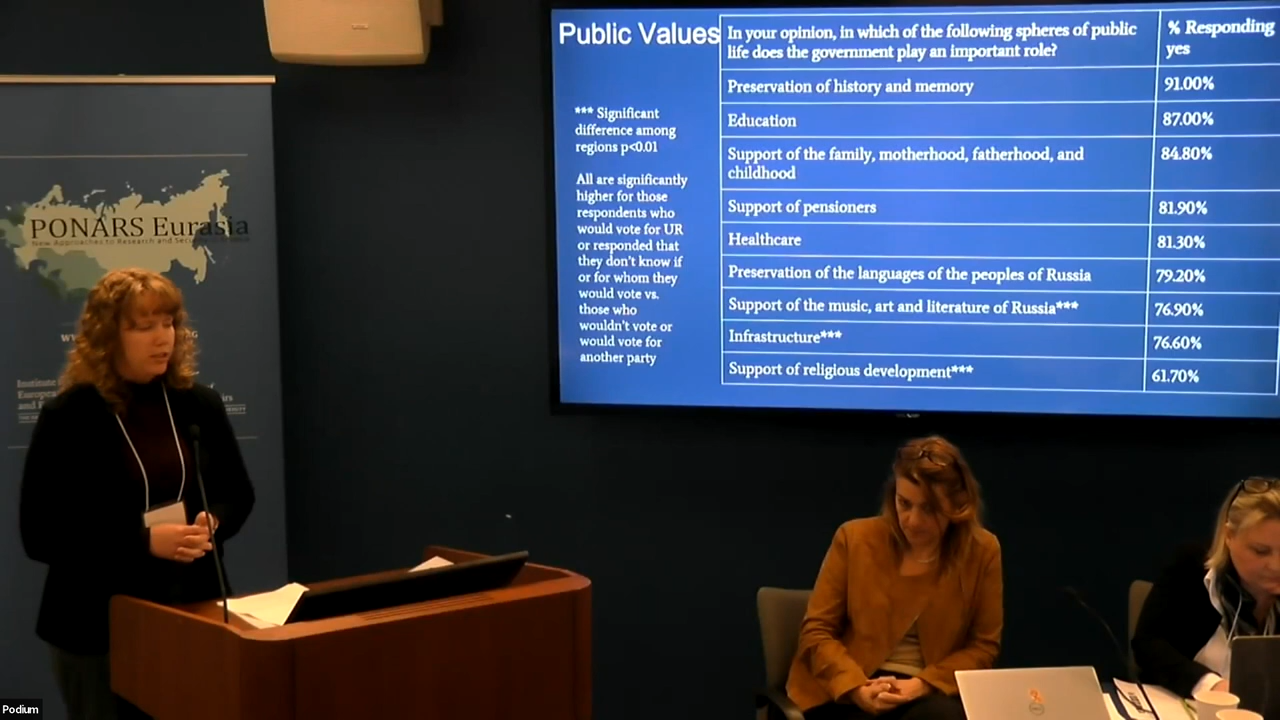 Public Values
*** Significant
difference among
regions p<0.01
All are significantly
higher for those
respondents who
would vote for UR
or responded that
they don't know if
or for whom they
would vote vs.
those who
wouldn't vote or
would vote for
another party
In your opinion, in which of the following spheres of public
life does the government play an important role?
% Responding
yes
Preservation of history and memory
91.00%
Education
87.00%
Support of the family, motherhood, fatherhood, and
childhood
84.80%
Support of pensioners
81.90%
Healthcare
81.30%
Preservation of the languages of the peoples of Russia
79.20%
Support of the music, art and literature of Russia***
76.90%
Infrastructure***
76.60%
Support of religious development***
61.70%
PONARS Eurasia
New Approaches to Research and
Institute
Podium